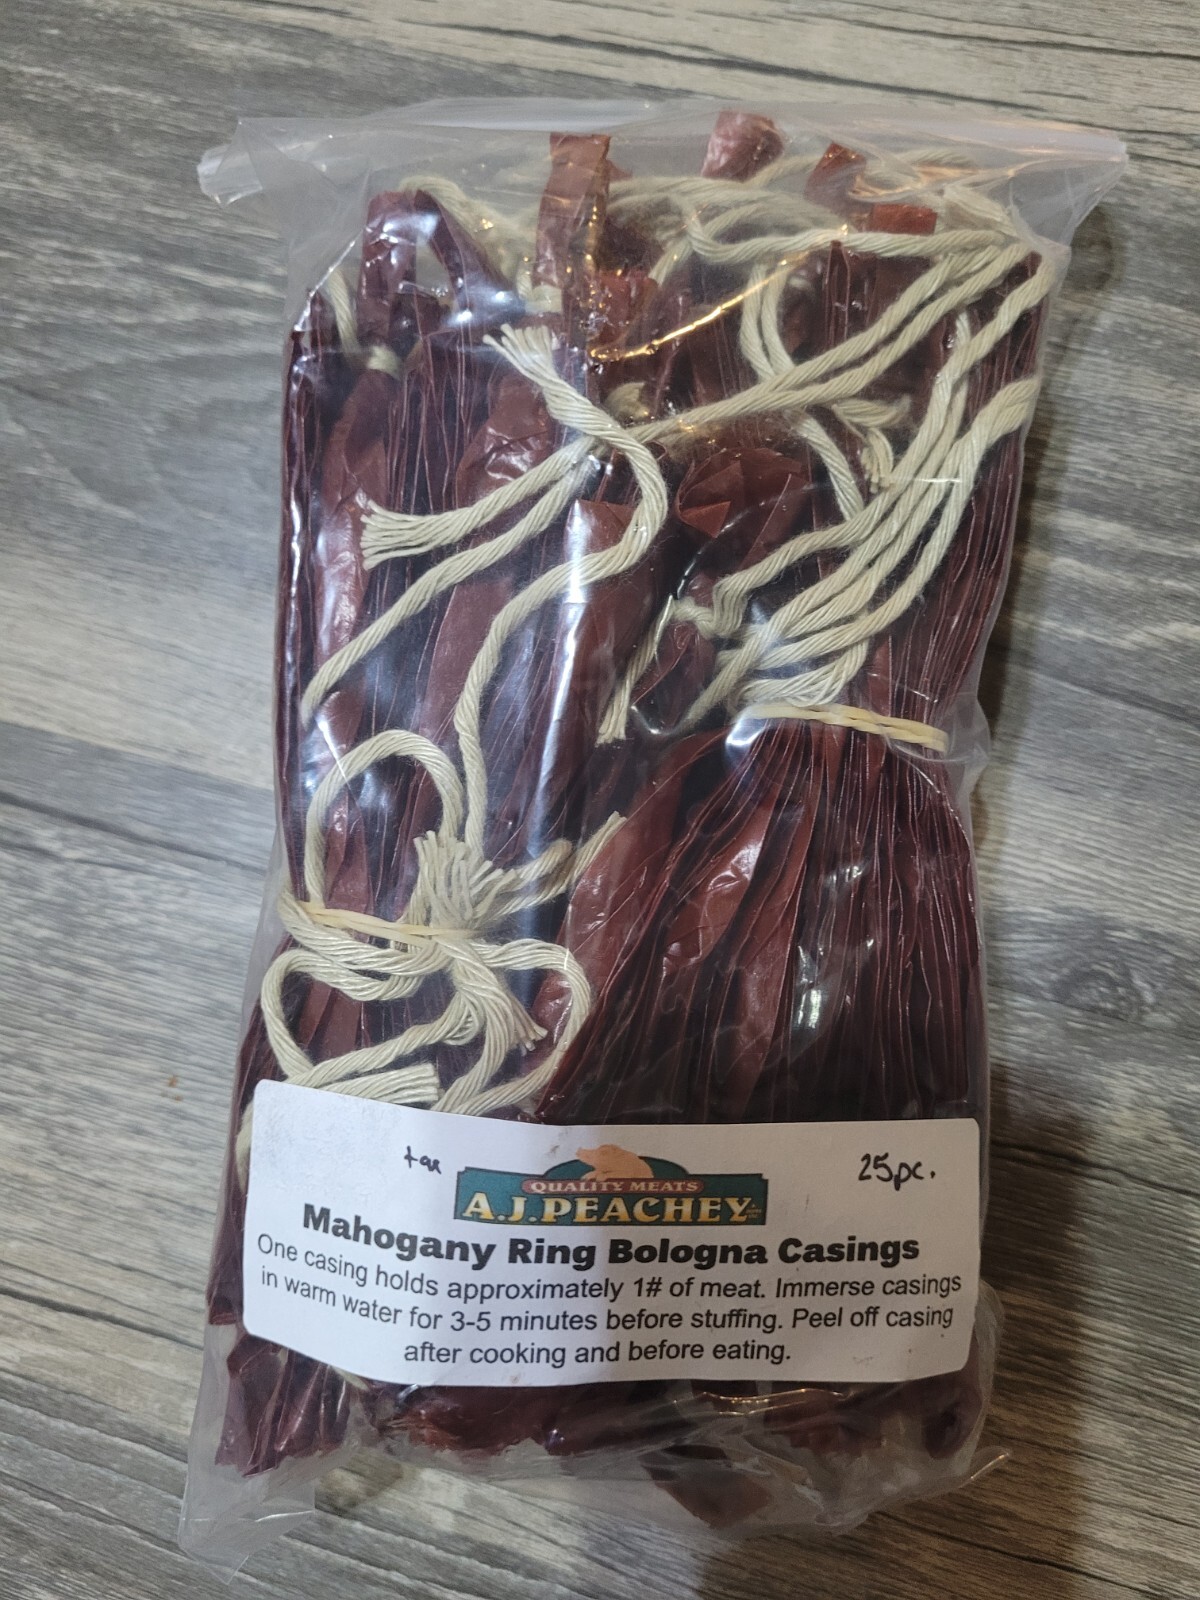 tax
25pc.
QUALITY MEATS
A.J. PEACHEY
Mahogany Ring Bologna Casings
One casing holds approximately 1# of meat. Immerse casings
in warm water for 3-5 minutes before stuffing. Peel off casing
after cooking and before eating.